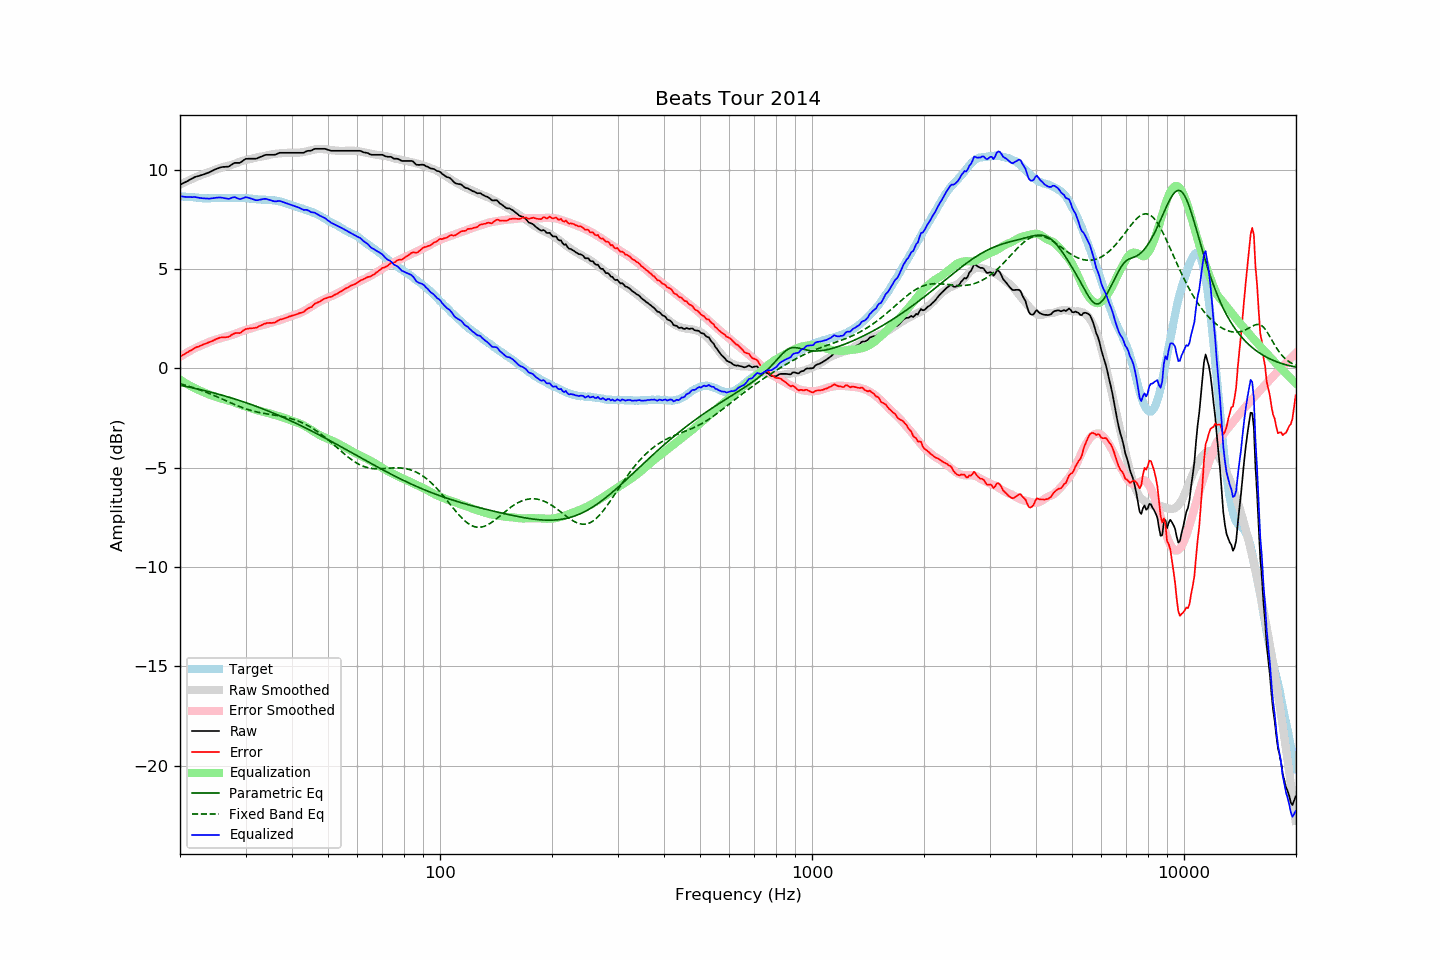 Beats Tour 2014
Amplitude (dBr)
10
5
0
−5
−10
−15
−20
Target
Raw Smoothed
Error Smoothed
Raw
Error
Equalization
Parametric Eq
Fixed Band Eq
Equalized
100
1000
10000
Frequency (Hz)